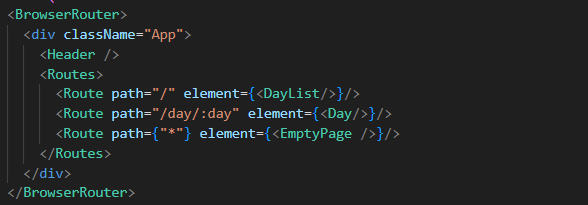 <BrowserRouter>
<div className="App">
<Header />
<Routes>
<Route path="/" element={<DayList/>}/>
<Route path="/day/:day" element={<Day/>}/>
<Route path={"*"} element={<EmptyPage />}/>
</Routes>
</div>
</BrowserRouter>